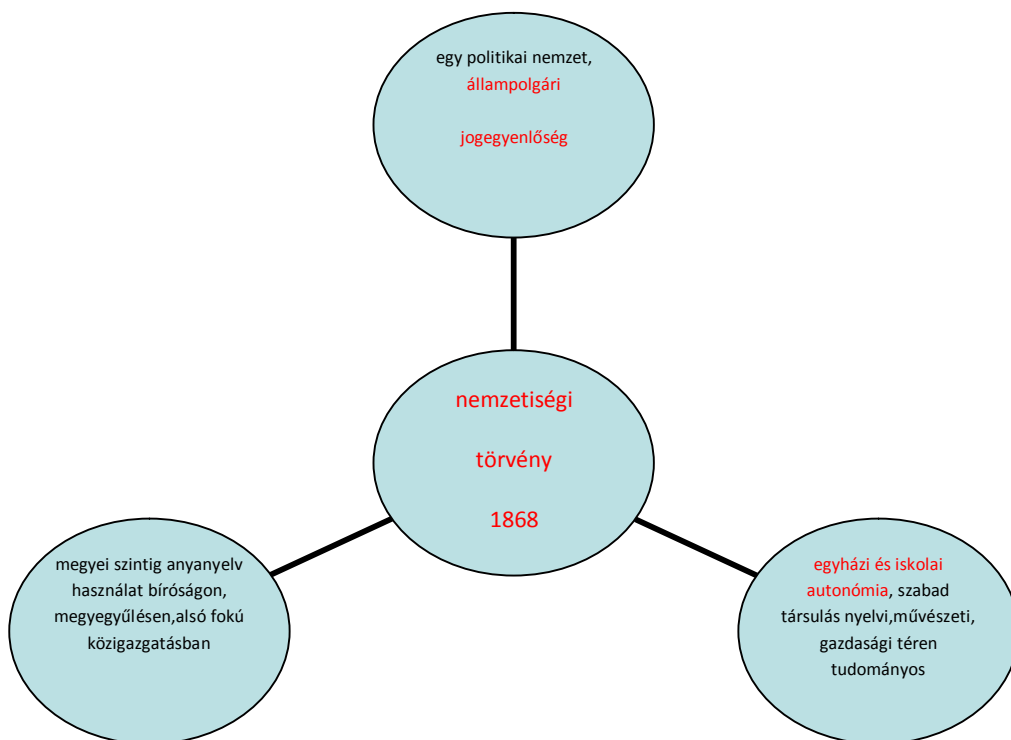 egy politikai nemzet,
állampolgári
jogegyenlőség
nemzetiségi
törvény
1868
megyei szintig anyanyelv
használat bíróságon,
megyegyűlésen,alsó fokú
közigazgatásban
egyházi és iskolai
autonómia, szabad
társulás nyelvi,művészeti,
gazdasági téren
tudományos